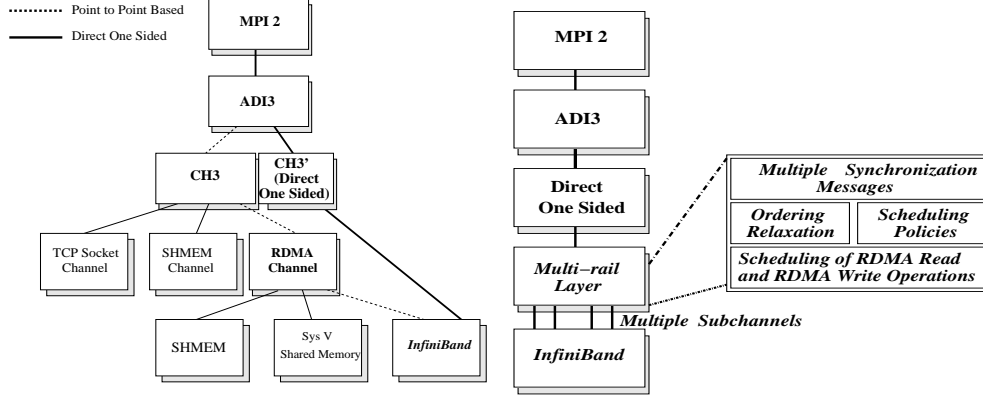 Point to Point Based
Direct One Sided
MPI 2
ADI3
CH3
CH3'
(Direct
One Sided)
TCP Socket
Channel
SHMEM
Channel
RDMA
Channel
SHMEM
Sys V
Shared Memory
InfiniBand
MPI 2
ADI3
Direct
One Sided
Multi−rail
Layer
Multiple Subchannels
InfiniBand
Multiple Synchronization
Messages
Ordering
Relaxation
Scheduling
Policies
Scheduling of RDMA Read
and RDMA Write Operations